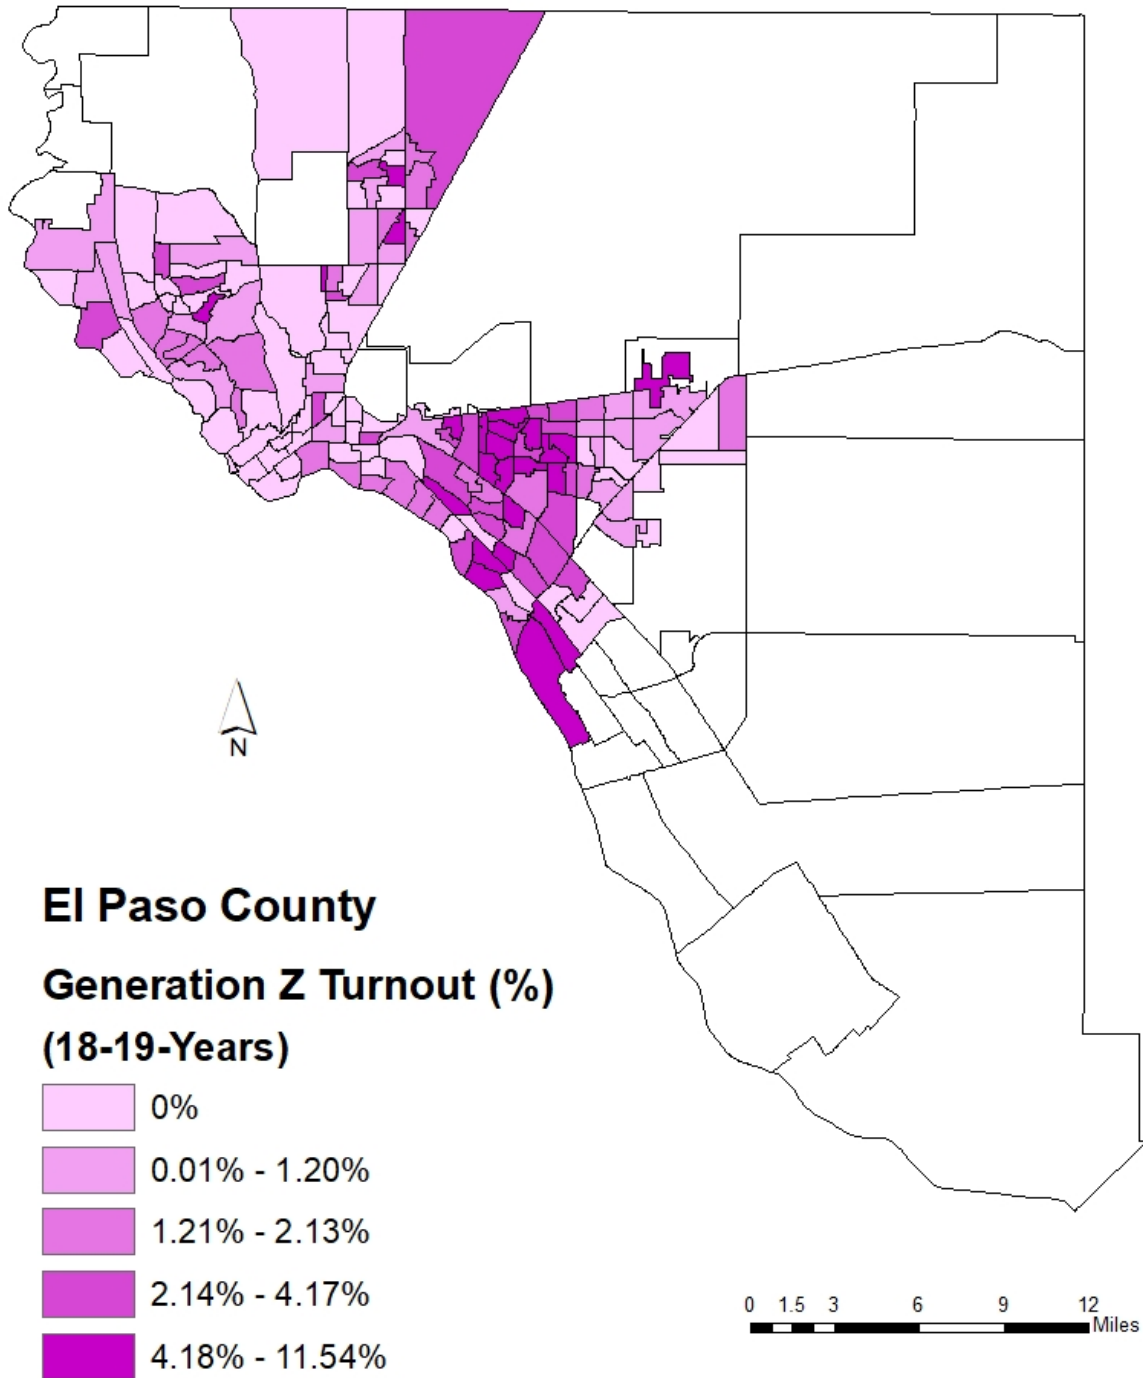 N
El Paso County
Generation Z Turnout (%)
(18-19-Years)
0%
0.01% - 1.20%
1.21% - 2.13%
2.14% - 4.17%
4.18% - 11.54%
0 1.5 3 6 9 12
Miles